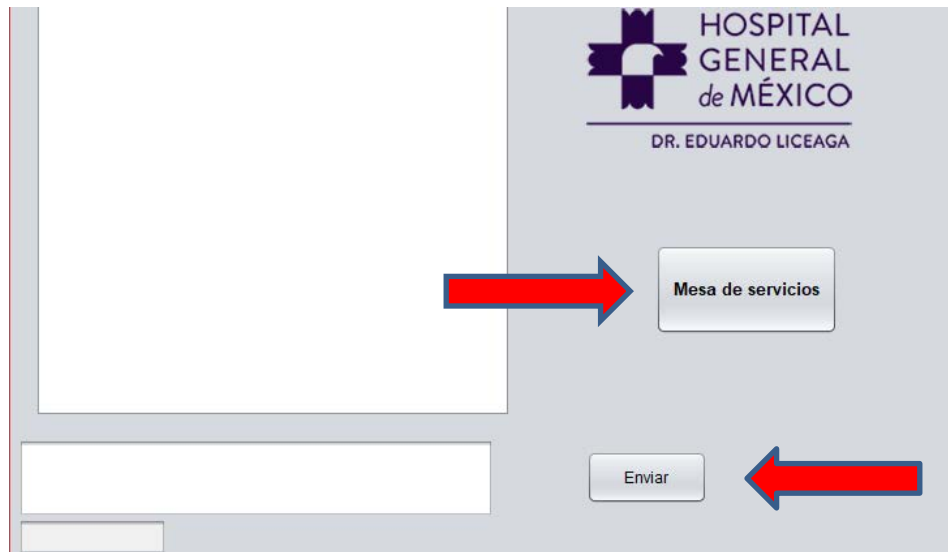 HOSPITAL
GENERAL
de MÉXICO
DR. EDUARDO LICEAGA
Mesa de servicios
Enviar